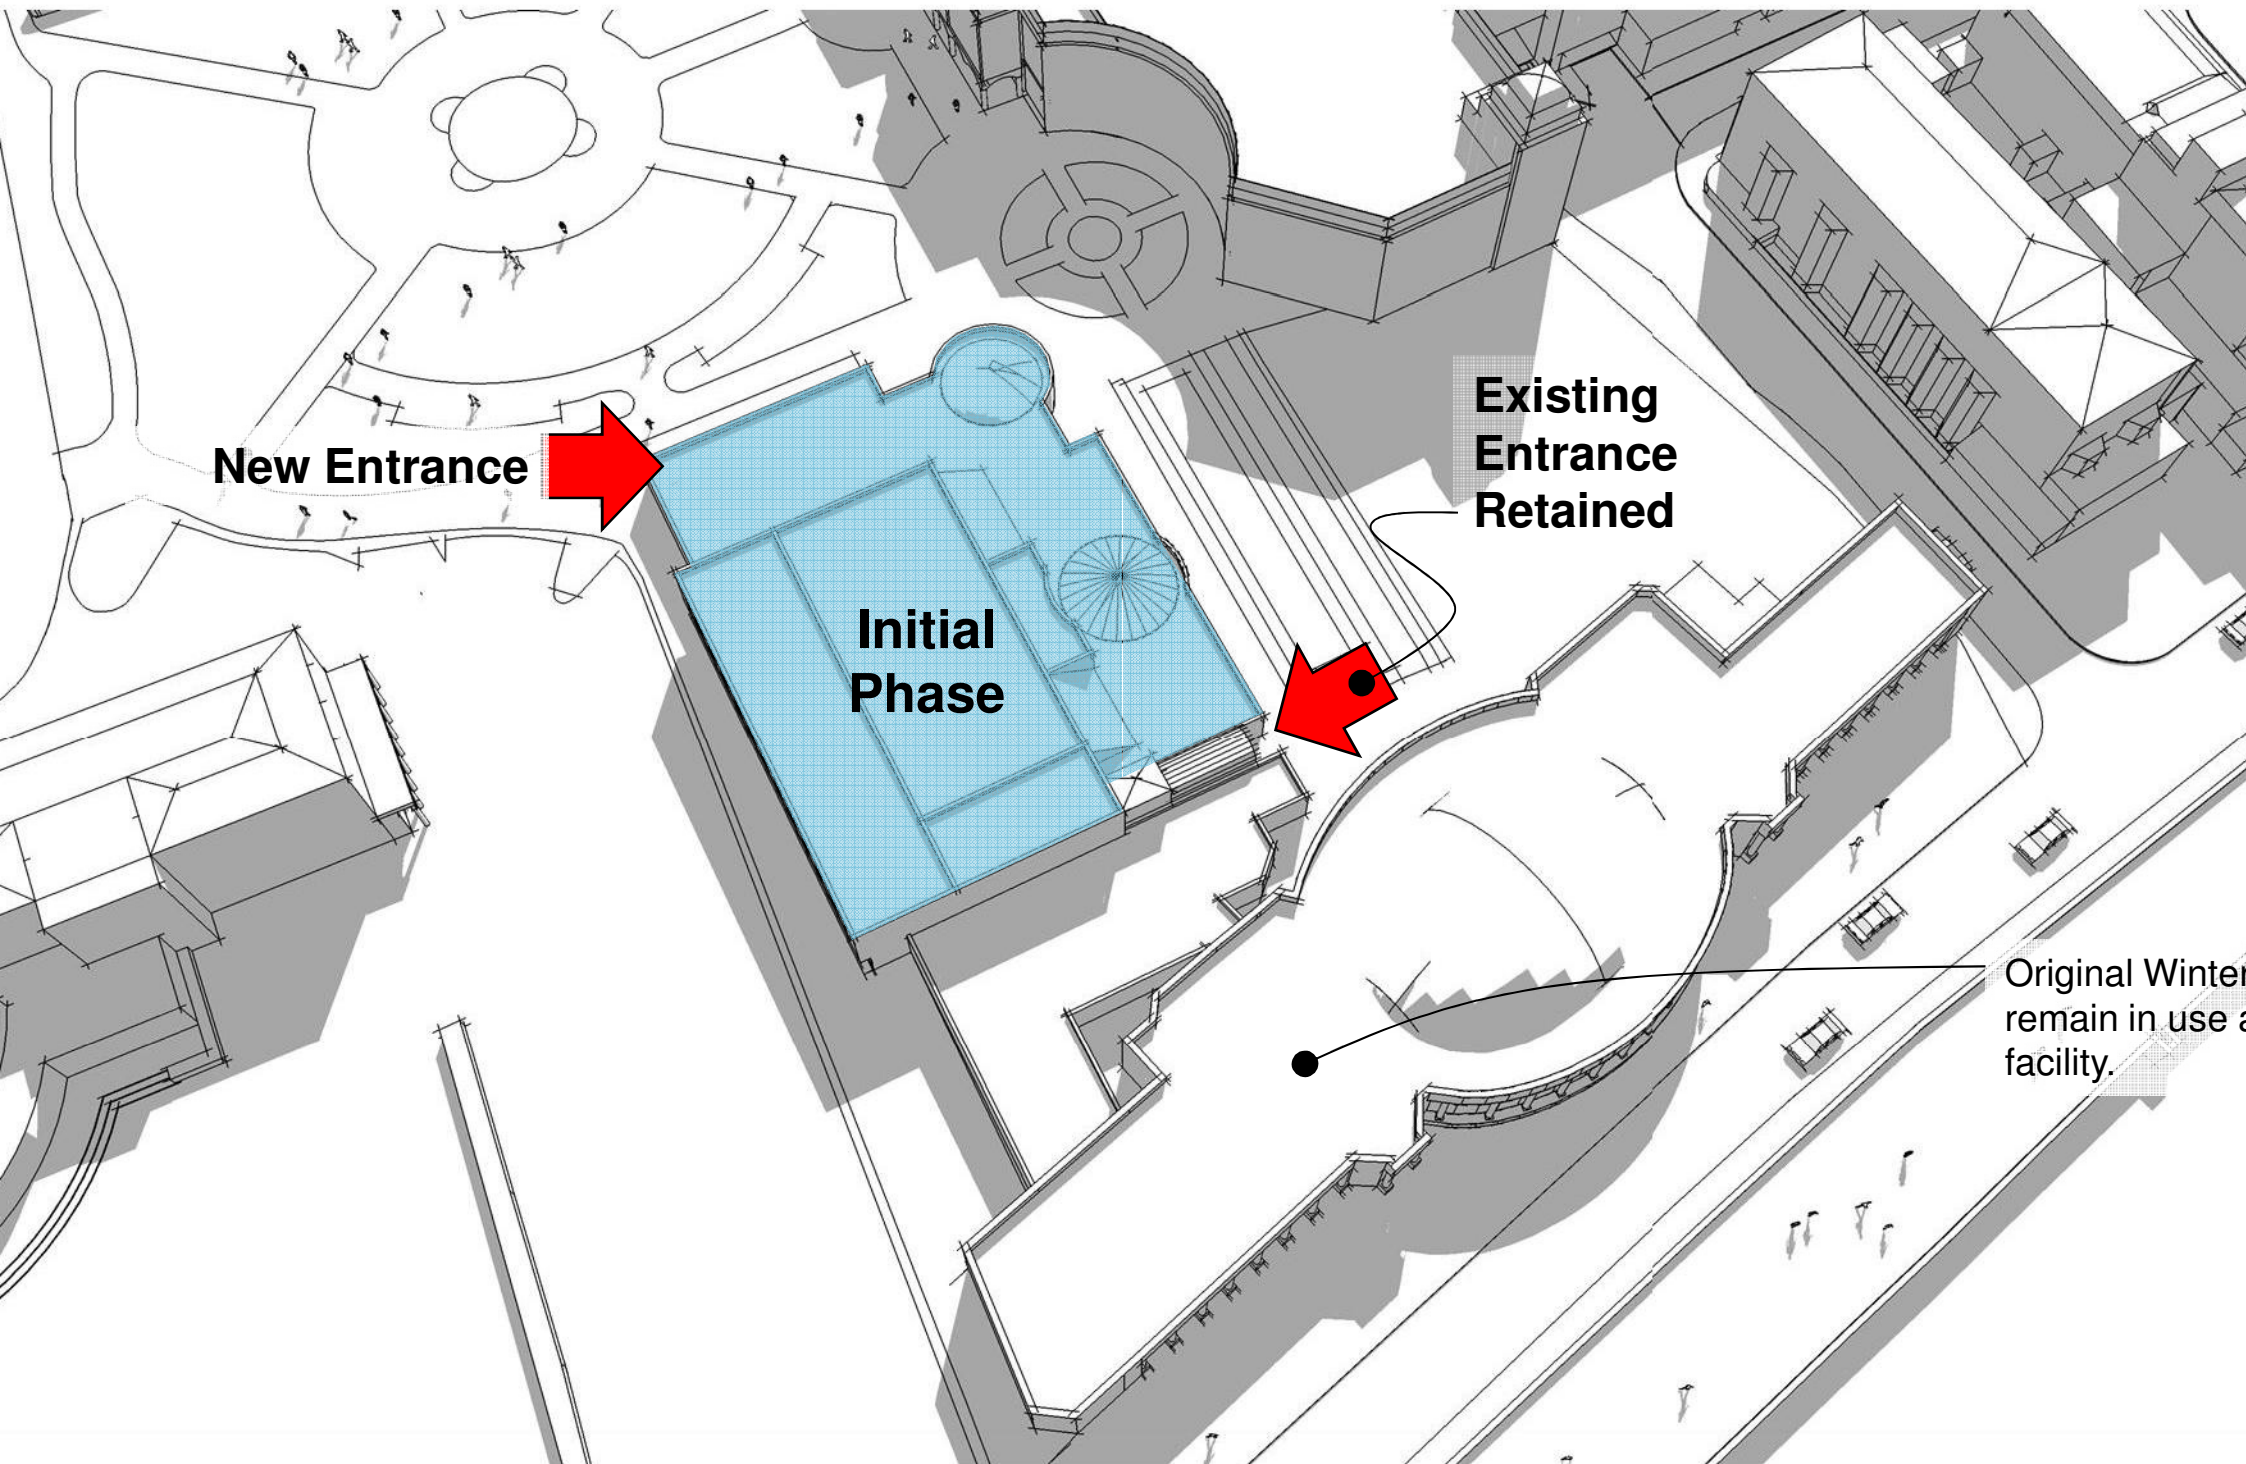 New Entrance
Existing
Entrance
Retained
Initial
Phase
Original Winter
remain in use
facility.